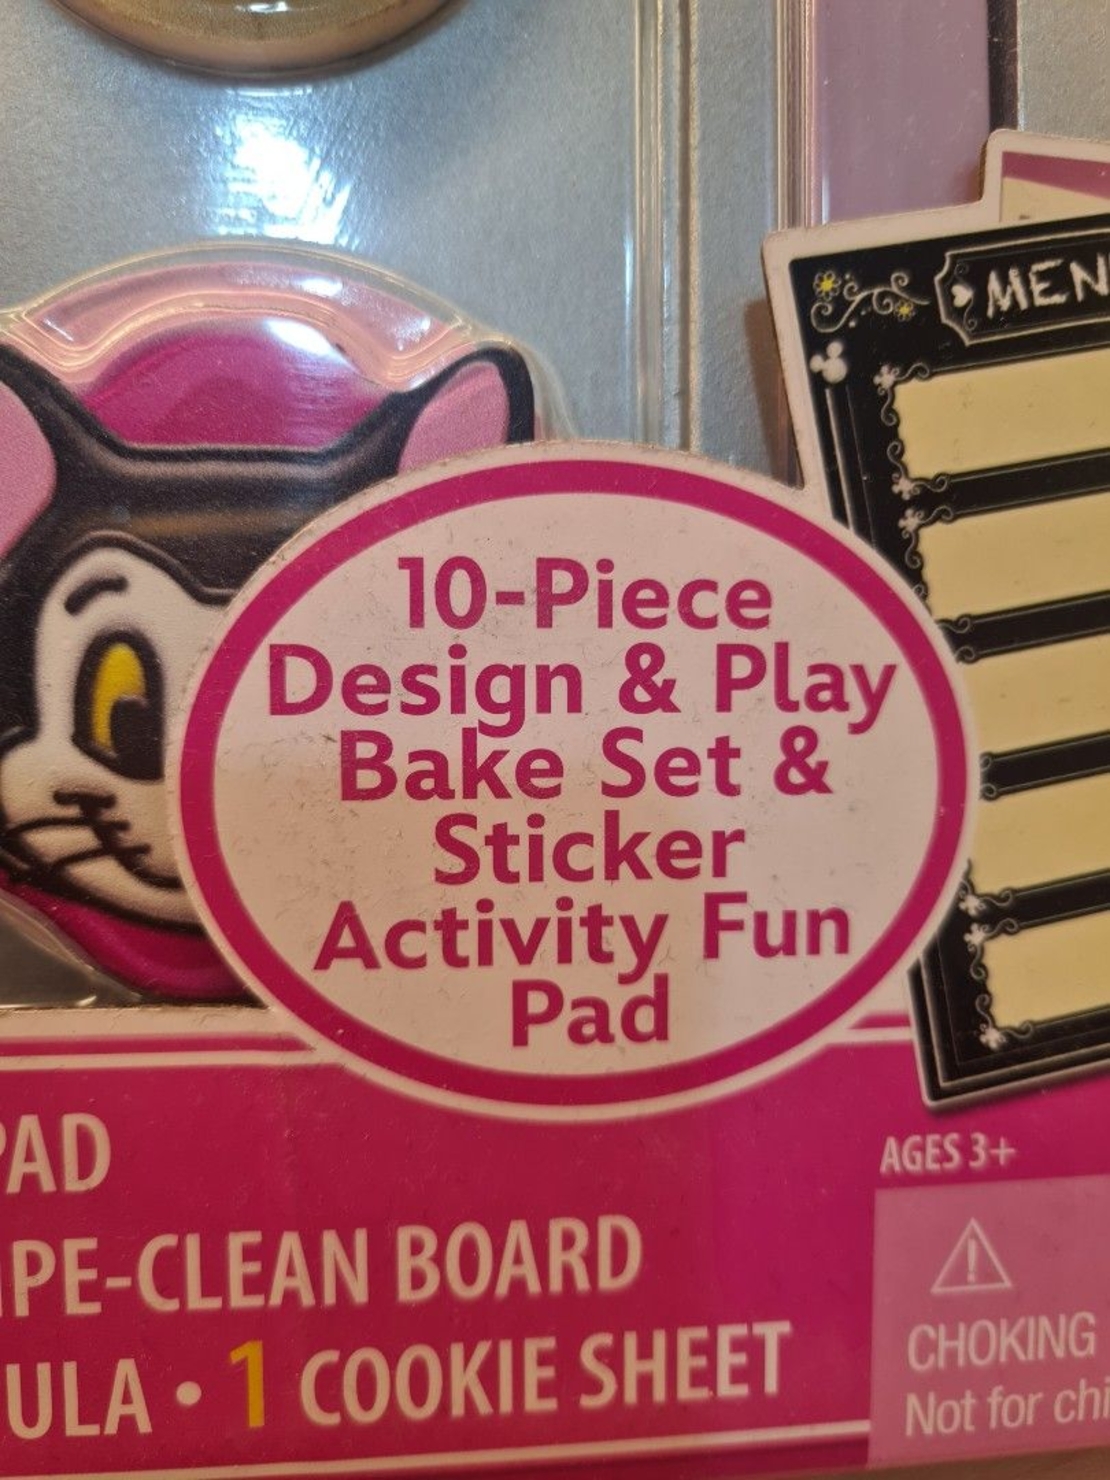 MEN
10-Piece
Design & Play
Bake Set &
Sticker
Activity Fun
Pad
PAD
IPE-CLEAN BOARD
ULA • 1 COOKIE SHEET
AGES 3+
CHOKING
Not for chi